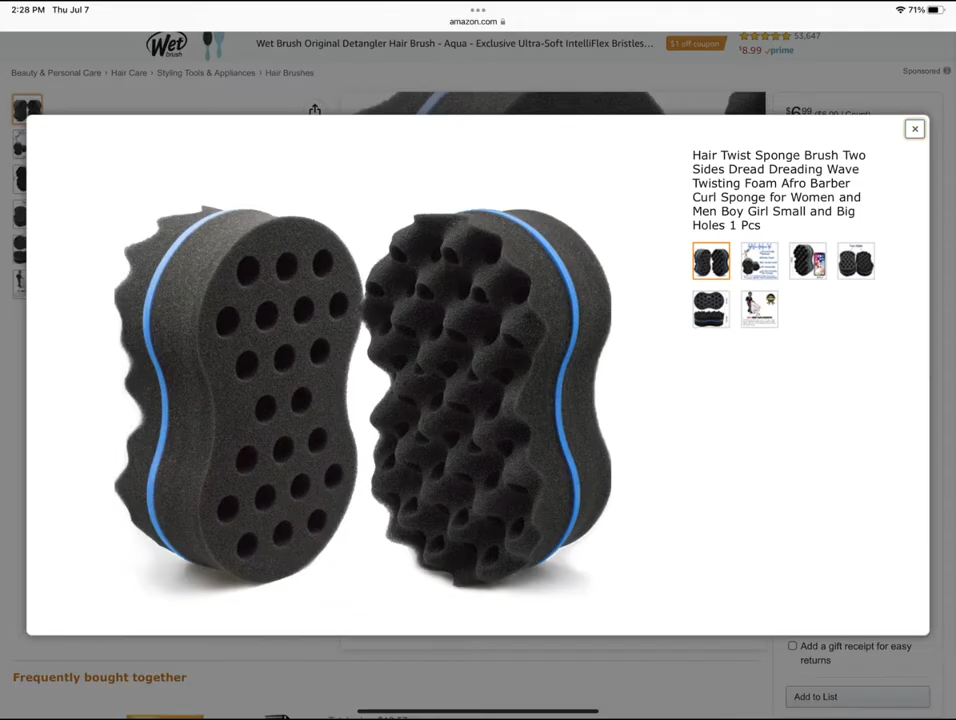 2:28 PM Thu Jul 7
71%
amazon.com
Wet
brush
Wet Brush Original Detangler Hair Brush - Aqua - Exclusive Ultra-Soft IntelliFlex Bristles...
$1 off coupon
53,647
$8.99 prime
Beauty & Personal Care › Hair Care › Styling Tools & Appliances › Hair Brushes
Sponsored
$6.99
Hair Twist Sponge Brush Two
Sides Dread Dreading Wave
Twisting Foam Afro Barber
Curl Sponge for Women and
Men Boy Girl Small and Big
Holes 1 Pcs
Add a gift receipt for easy
returns
Add to List
Frequently bought together